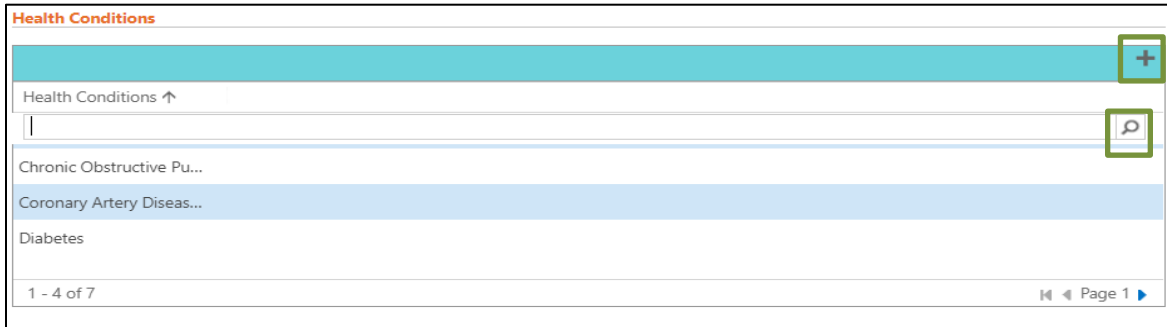 Health Conditions
Health Conditions ↑
Chronic Obstructive Pu...
Coronary Artery Diseas...
Diabetes
1 - 4 of 7 Page 1